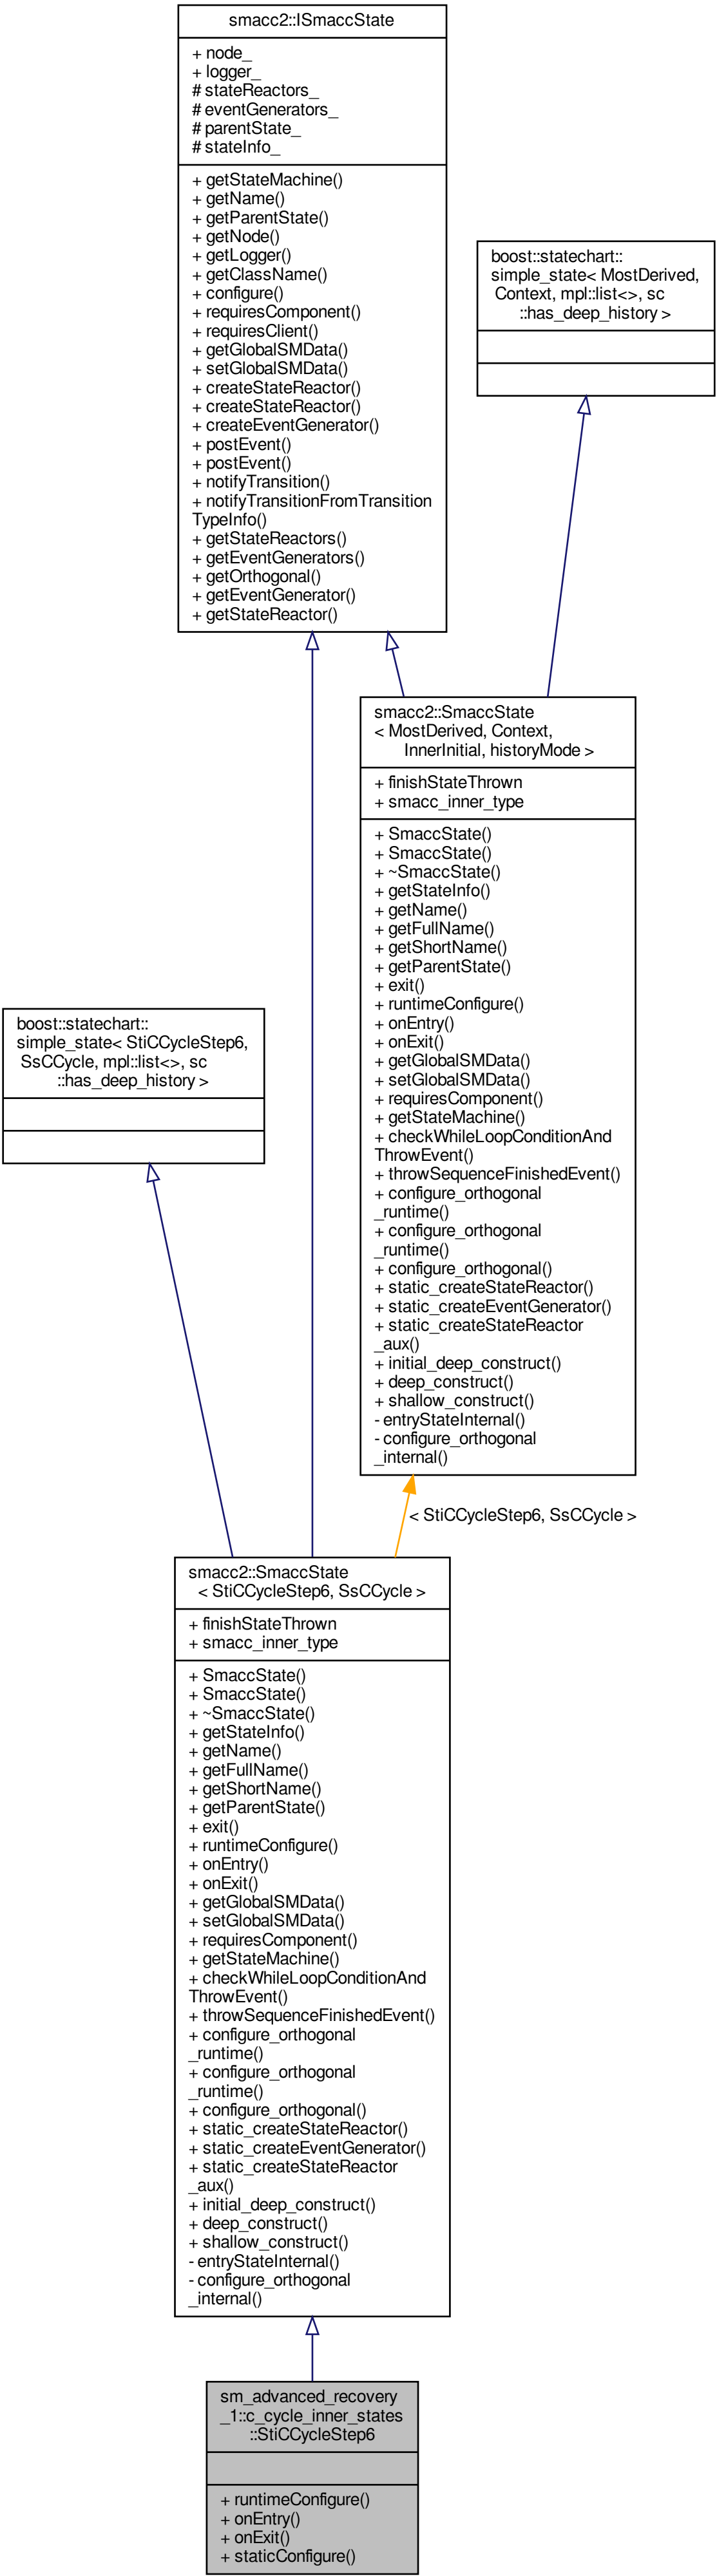 smacc2::ISmaccState
+ node_
+ logger_
# stateReactors_
# eventGenerators_
# parentState_
# stateInfo_
+ getStateMachine()
+ getName()
+ getParentState()
+ getNode()
+ getLogger()
+ getClassName()
+ configure()
+ requiresComponent()
+ requiresClient()
+ getGlobalSMData()
+ setGlobalSMData()
+ createStateReactor()
+ createStateReactor()
+ createEventGenerator()
+ postEvent()
+ postEvent()
+ notifyTransition()
+ notifyTransitionFromTransition
TypeInfo()
+ getStateReactors()
+ getEventGenerators()
+ getOrthogonal()
+ getEventGenerator()
+ getStateReactor()
boost::statechart::
simple_state< MostDerived,
Context, mpl::list<>, sc
::has_deep_history >
smacc2::SmaccState
< MostDerived, Context,
InnerInitial, historyMode >
+ finishStateThrown
+ smacc_inner_type
+ SmaccState()
+ SmaccState()
+ ~SmaccState()
+ getStateInfo()
+ getName()
+ getFullName()
+ getShortName()
+ getParentState()
+ exit()
+ runtimeConfigure()
+ onEntry()
+ onExit()
+ getGlobalSMData()
+ setGlobalSMData()
+ requiresComponent()
+ getStateMachine()
+ checkWhileLoopConditionAnd
ThrowEvent()
+ throwSequenceFinishedEvent()
+ configure_orthogonal
_runtime()
+ configure_orthogonal
_runtime()
+ configure_orthogonal()
+ static_createStateReactor()
+ static_createEventGenerator()
+ static_createStateReactor
_aux()
+ initial_deep_construct()
+ deep_construct()
+ shallow_construct()
- entryStateInternal()
- configure_orthogonal
_internal()
boost::statechart::
simple_state< StiCCycleStep6,
SsCCycle, mpl::list<>, sc
::has_deep_history >
< StiCCycleStep6, SsCCycle >
smacc2::SmaccState
< StiCCycleStep6, SsCCycle >
+ finishStateThrown
+ smacc_inner_type
+ SmaccState()
+ SmaccState()
+ ~SmaccState()
+ getStateInfo()
+ getName()
+ getFullName()
+ getShortName()
+ getParentState()
+ exit()
+ runtimeConfigure()
+ onEntry()
+ onExit()
+ getGlobalSMData()
+ setGlobalSMData()
+ requiresComponent()
+ getStateMachine()
+ checkWhileLoopConditionAnd
ThrowEvent()
+ throwSequenceFinishedEvent()
+ configure_orthogonal
_runtime()
+ configure_orthogonal
_runtime()
+ configure_orthogonal()
+ static_createStateReactor()
+ static_createEventGenerator()
+ static_createStateReactor
_aux()
+ initial_deep_construct()
+ deep_construct()
+ shallow_construct()
- entryStateInternal()
- configure_orthogonal
_internal()
sm_advanced_recovery
_1::c_cycle_inner_states
::StiCCycleStep6
+ runtimeConfigure()
+ onEntry()
+ onExit()
+ staticConfigure()